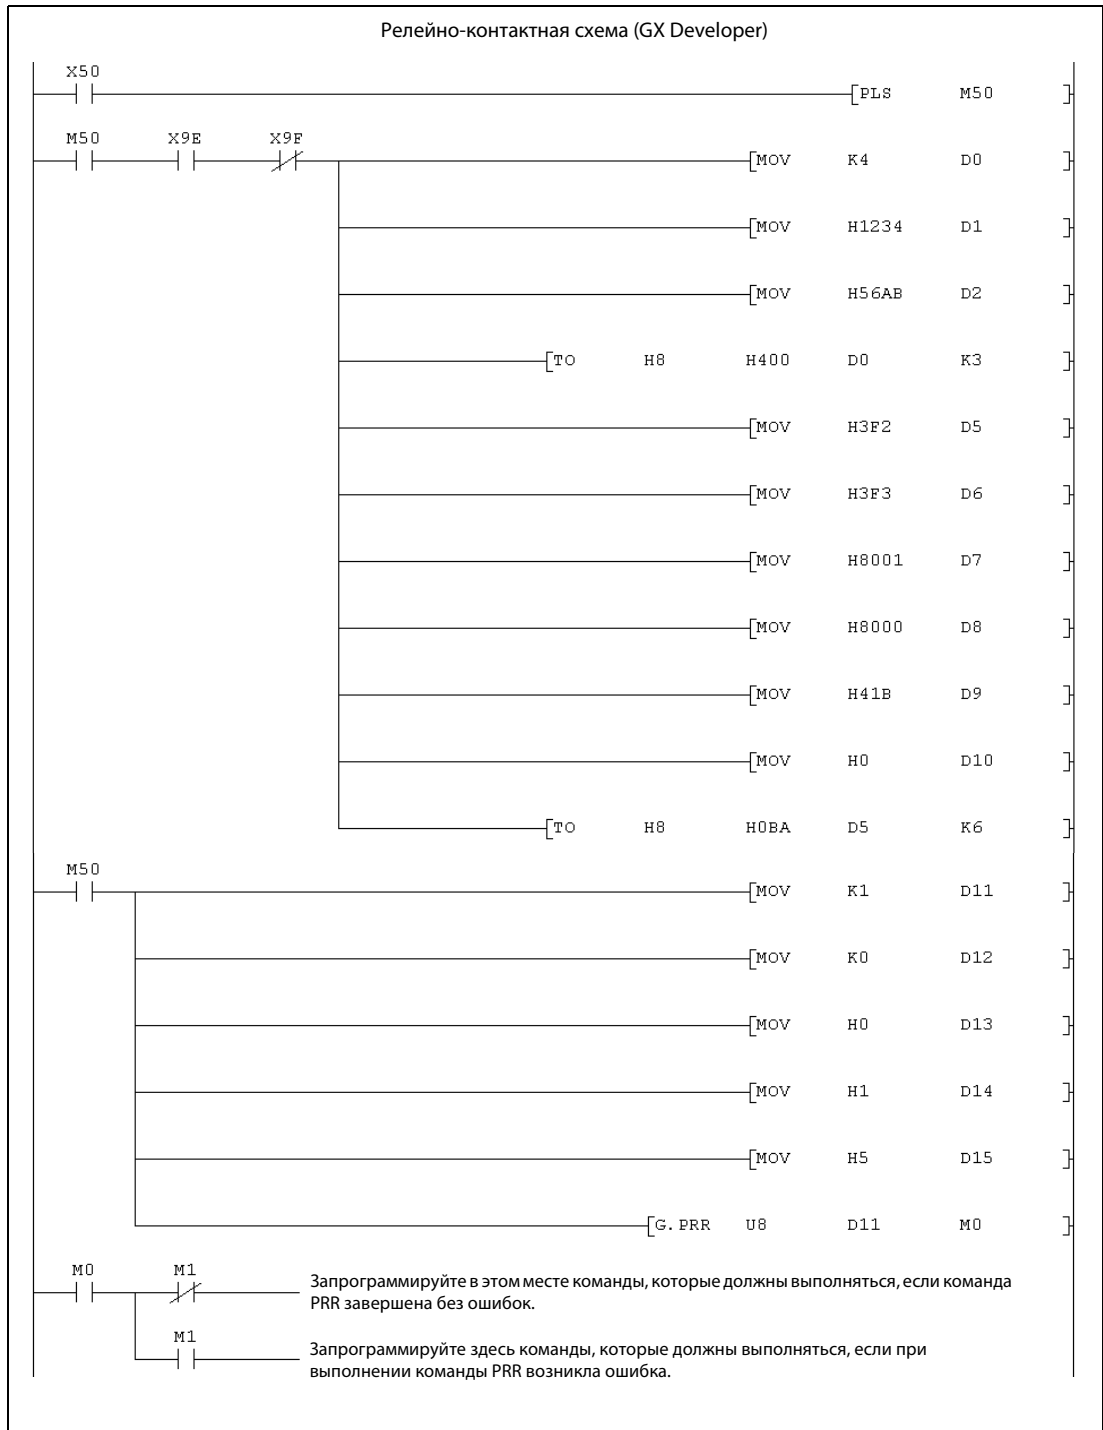 Релейно-контактная схема (GX Developer)
X50
PLS M50
M50 X9E X9F
MOV K4 D0
MOV H1234 D1
MOV H56AB D2
TO H8 H400 D0 K3
MOV H3F2 D5
MOV H3F3 D6
MOV H8001 D7
MOV H8000 D8
MOV H41B D9
MOV H0 D10
TO H8 H0BA D5 K6
M50
MOV K1 D11
MOV K0 D12
MOV H0 D13
MOV H1 D14
MOV H5 D15
G.PRR U8 D11 M0
M0 M1
Запрограммируйте в этом месте команды, которые должны выполняться, если команда
PRR завершена без ошибок.
M1
Запрограммируйте здесь команды, которые должны выполняться, если при
выполнении команды PRR возникла ошибка.